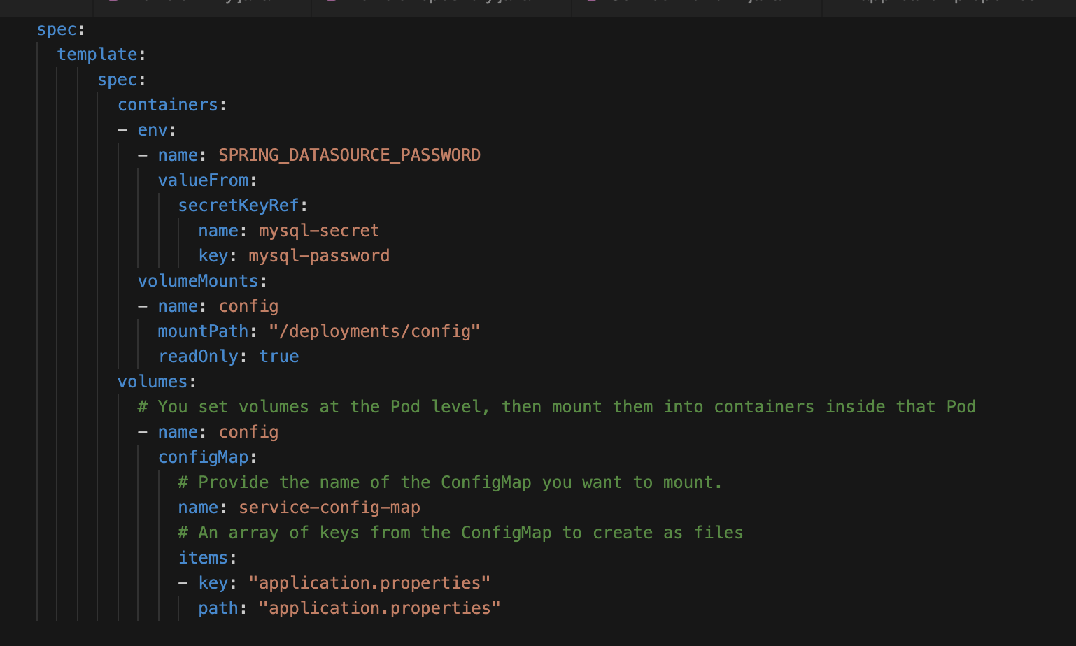 spec:
template:
spec:
containers:
- env:
- name: SPRING_DATASOURCE_PASSWORD
valueFrom:
secretKeyRef:
name: mysql-secret
key: mysql-password
volumeMounts:
- name: config
mountPath: "/deployments/config"
readOnly: true
volumes:
# You set volumes at the Pod level, then mount them into containers inside that Pod
- name: config
configMap:
# Provide the name of the ConfigMap you want to mount.
name: service-config-map
# An array of keys from the ConfigMap to create as files
items:
- key: "application.properties"
path: "application.properties"